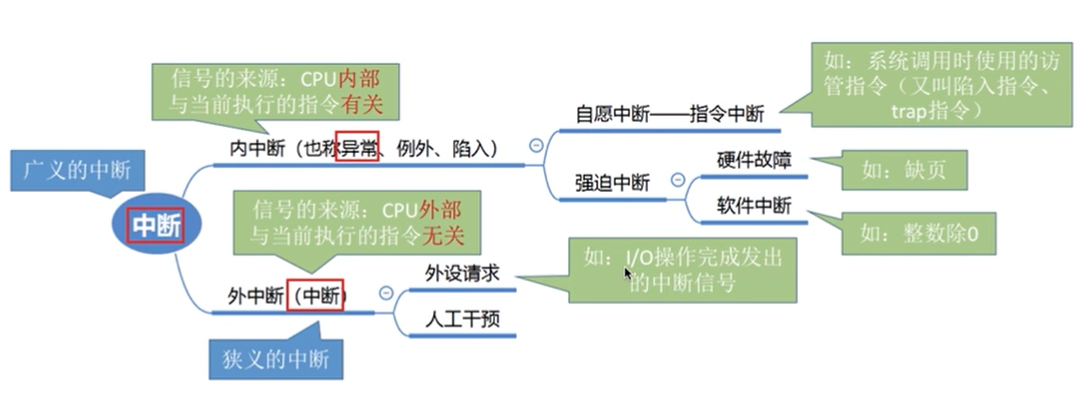 信号的来源：CPU内部
与当前执行的指令有关
如：系统调用时使用的访
管指令（又叫陷入指令、
trap指令）
自愿中断——指令中断
内中断（也称异常、例外、陷入）
广义的中断
硬件故障
如：缺页
强迫中断
软件中断
如：整数除0
中断
信号的来源：CPU外部
与当前执行的指令无关
如：I/O操作完成发出
的中断信号
外设请求
外中断（中断）
人工干预
狭义的中断